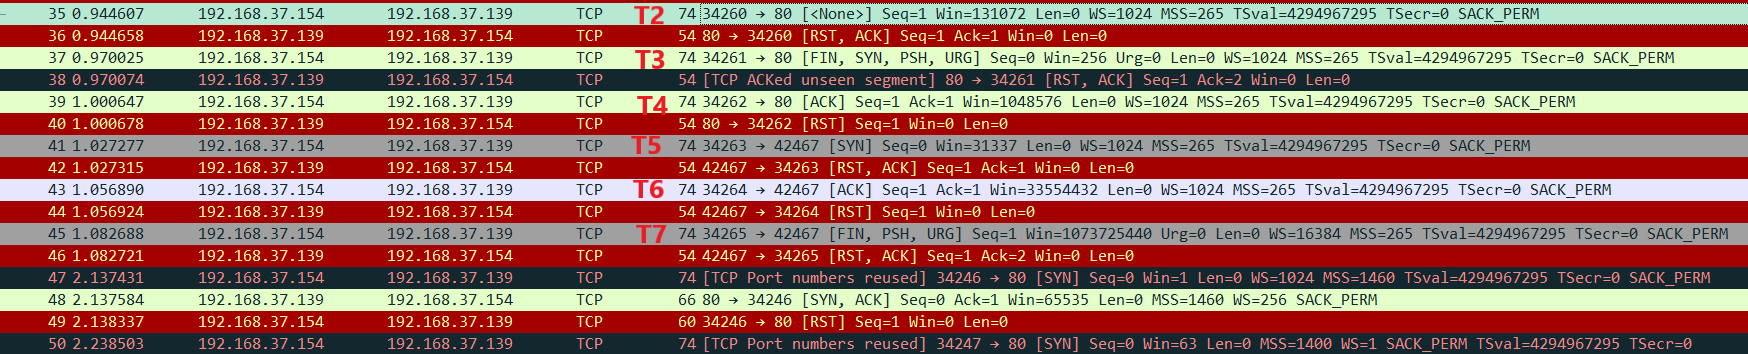 35 0.944607 192.168.37.154 192.168.37.139 TCP T2 74 34260 → 80 [<None>] Seq=1 Win=131072 Len=0 WS=1024 MSS=265 TSval=4294967295 TSecr=0 SACK_PERM
36 0.944658 192.168.37.139 192.168.37.154 TCP 54 80 → 34260 [RST, ACK] Seq=1 Ack=1 Win=0 Len=0
37 0.970025 192.168.37.154 192.168.37.139 TCP T3 74 34261 → 80 [FIN, SYN, PSH, URG] Seq=0 Win=256 Urg=0 Len=0 WS=1024 MSS=265 TSval=4294967295 TSecr=0 SACK_PERM
38 0.970074 192.168.37.139 192.168.37.154 TCP 54 [TCP ACKed unseen segment] 80 → 34261 [RST, ACK] Seq=1 Ack=2 Win=0 Len=0
39 1.000647 192.168.37.154 192.168.37.139 TCP T4 74 34262 → 80 [ACK] Seq=1 Ack=1 Win=1048576 Len=0 WS=1024 MSS=265 TSval=4294967295 TSecr=0 SACK_PERM
40 1.000678 192.168.37.139 192.168.37.154 TCP 54 80 → 34262 [RST] Seq=1 Win=0 Len=0
41 1.027277 192.168.37.154 192.168.37.139 TCP T5 74 34263 → 42467 [SYN] Seq=0 Win=31337 Len=0 WS=1024 MSS=265 TSval=4294967295 TSecr=0 SACK_PERM
42 1.027315 192.168.37.139 192.168.37.154 TCP 54 42467 → 34263 [RST, ACK] Seq=1 Ack=1 Win=0 Len=0
43 1.056890 192.168.37.154 192.168.37.139 TCP T6 74 34264 → 42467 [ACK] Seq=1 Ack=1 Win=33554432 Len=0 WS=1024 MSS=265 TSval=4294967295 TSecr=0 SACK_PERM
44 1.056924 192.168.37.139 192.168.37.154 TCP 54 42467 → 34264 [RST] Seq=1 Win=0 Len=0
45 1.082688 192.168.37.154 192.168.37.139 TCP T7 74 34265 → 42467 [FIN, PSH, URG] Seq=1 Win=1073725440 Urg=0 Len=0 WS=16384 MSS=265 TSval=4294967295 TSecr=0 SACK_PERM
46 1.082721 192.168.37.139 192.168.37.154 TCP 54 42467 → 34265 [RST, ACK] Seq=1 Ack=2 Win=0 Len=0
47 2.137431 192.168.37.154 192.168.37.139 TCP 74 [TCP Port numbers reused] 34246 → 80 [SYN] Seq=0 Win=1 Len=0 WS=1024 MSS=1460 TSval=4294967295 TSecr=0 SACK_PERM
48 2.137584 192.168.37.139 192.168.37.154 TCP 66 80 → 34246 [SYN, ACK] Seq=0 Ack=1 Win=65535 Len=0 MSS=1460 WS=256 SACK_PERM
49 2.138337 192.168.37.154 192.168.37.139 TCP 60 34246 → 80 [RST] Seq=1 Win=0 Len=0
50 2.238503 192.168.37.154 192.168.37.139 TCP 74 [TCP Port numbers reused] 34247 → 80 [SYN] Seq=0 Win=63 Len=0 MSS=1400 WS=1 SACK_PERM TSval=4294967295 TSecr=0